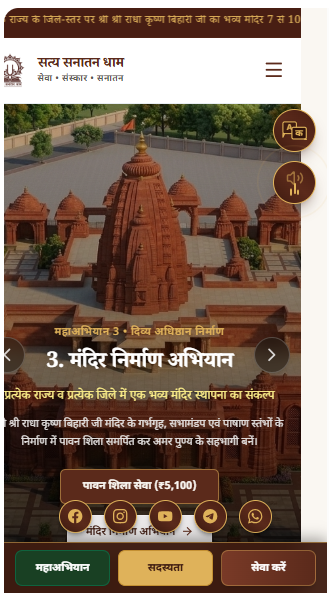 राज्य के जिले-स्तर पर श्री श्री राधा कृष्ण बिहारी जी का भव्य मंदिर 7 से 10
सत्य सनातन धाम
सेवा • संस्कार • सनातन
A क
महाअभियान 3 • दिव्य अधिष्ठान निर्माण
3. मंदिर निर्माण अभियान
प्रत्येक राज्य व प्रत्येक जिले में एक भव्य मंदिर स्थापना का संकल्प
श्री राधा कृष्ण बिहारी जी मंदिर के गर्भगृह, सभामंडप एवं पाषाण स्तंभों के
निर्माण में पावन शिला समर्पित कर अमर पुण्य के सहभागी बनें।
पावन शिला सेवा (₹5,100)
मंदिर निर्माण अभियान →
महाअभियान
सदस्यता
सेवा करें